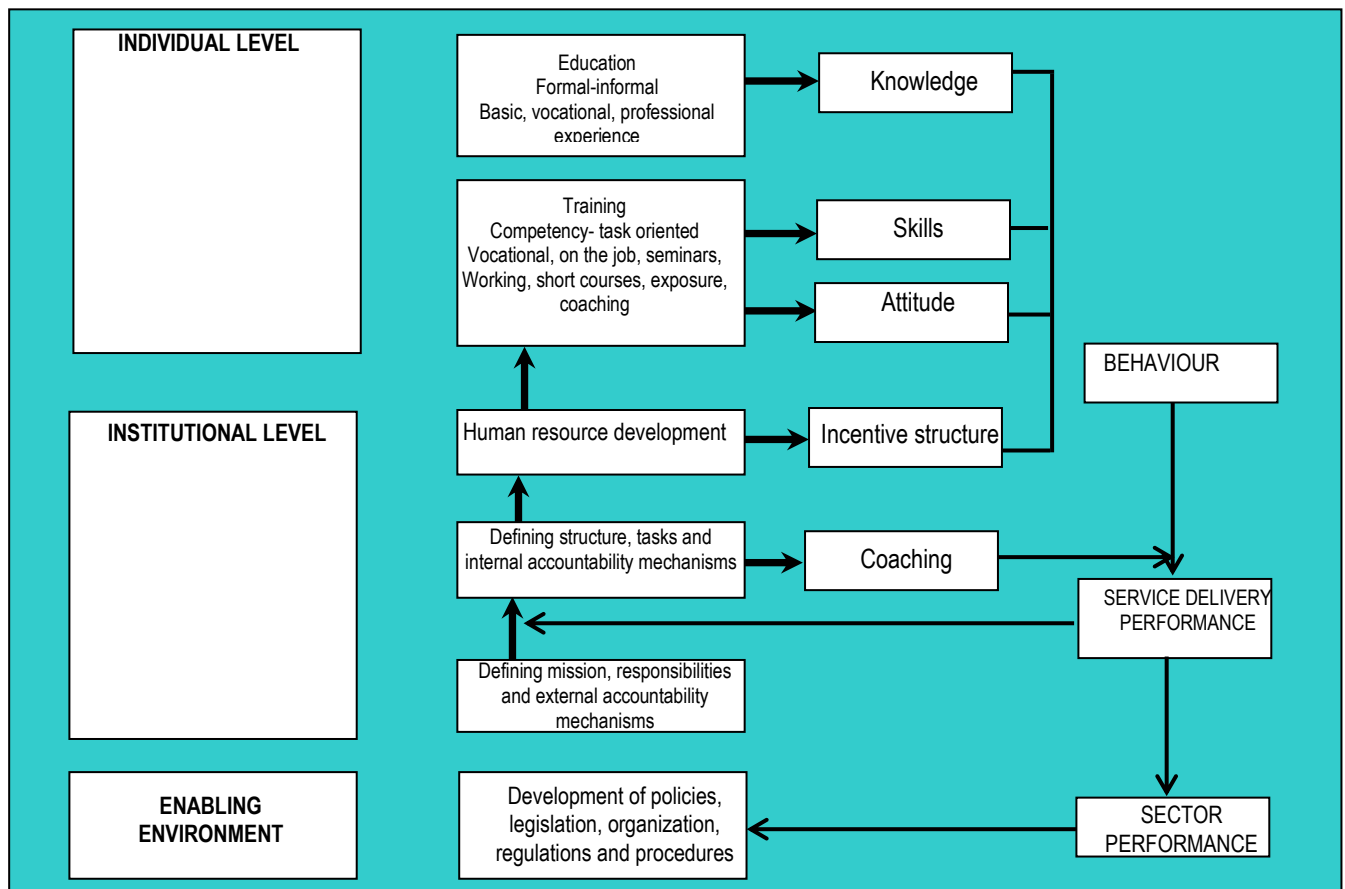 INDIVIDUAL LEVEL
Education
Formal-informal
Basic, vocational, professional
experience
Knowledge
Training
Competency- task oriented
Vocational, on the job, seminars,
Working, short courses, exposure,
coaching
Skills
Attitude
BEHAVIOUR
INSTITUTIONAL LEVEL
Human resource development
Incentive structure
Defining structure, tasks and
internal accountability mechanisms
Coaching
SERVICE DELIVERY
PERFORMANCE
Defining mission, responsibilities
and external accountability
mechanisms
ENABLING
ENVIRONMENT
Development of policies,
legislation, organization,
regulations and procedures
SECTOR
PERFORMANCE